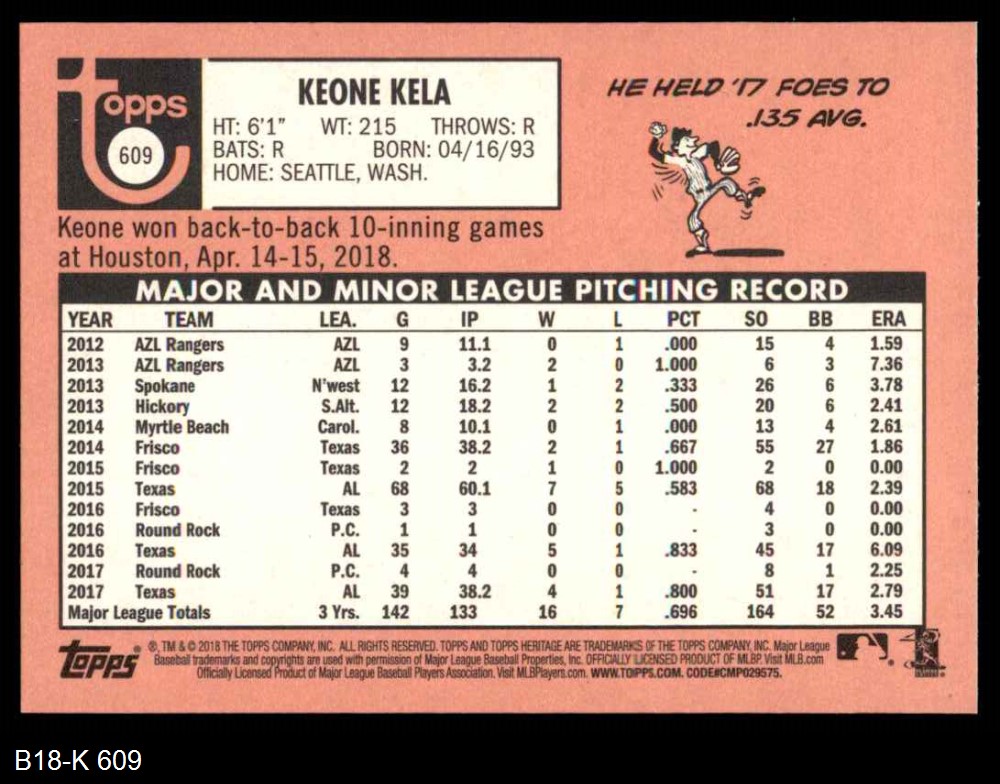 Topps
609
KEONE KELA
HT: 6'1" WT: 215 THROWS: R
BATS: R BORN: 04/16/93
HOME: SEATTLE, WASH.
HE HELD '17 FOES TO
.135 AVG.
Keone won back-to-back 10-inning games
at Houston, Apr. 14-15, 2018.
MAJOR AND MINOR LEAGUE PITCHING RECORD
YEAR TEAM LEA. G IP W L PCT SO BB ERA
2012 AZL Rangers AZL 9 11.1 0 1 .000 15 4 1.59
2013 AZL Rangers AZL 3 3.2 2 0 1.000 6 3 7.36
2013 Spokane N'west 12 16.2 1 2 .333 26 6 3.78
2013 Hickory S.Alt. 12 18.2 2 2 .500 20 6 2.41
2014 Myrtle Beach Carol. 8 10.1 0 1 .000 13 4 2.61
2014 Frisco Texas 36 38.2 2 1 .667 55 27 1.86
2015 Frisco Texas 2 2 1 0 1.000 2 0 0.00
2015 Texas AL 68 60.1 7 5 .583 68 18 2.39
2016 Frisco Texas 3 3 0 0 - 4 0 0.00
2016 Round Rock P.C. 1 1 0 0 - 3 0 0.00
2016 Texas AL 35 34 5 1 .833 45 17 6.09
2017 Round Rock P.C. 4 4 0 0 - 8 1 2.25
2017 Texas AL 39 38.2 4 1 .800 51 17 2.79
Major League Totals 3 Yrs. 142 133 16 7 .696 164 52 3.45
Topps ®, TM & © 2018 THE TOPPS COMPANY, INC. ALL RIGHTS RESERVED. TOPPS AND TOPPS HERITAGE ARE TRADEMARKS OF THE TOPPS COMPANY, INC. Major League
Baseball trademarks and copyrights are used with permission of Major League Baseball Properties, Inc. OFFICIALLY LICENSED PRODUCT OF MLBP. Visit MLB.com
Officially Licensed Product of Major League Baseball Players Association. Visit MLBPlayers.com. WWW.TOPPS.COM. CODE#CMP029575.
B18-K 609